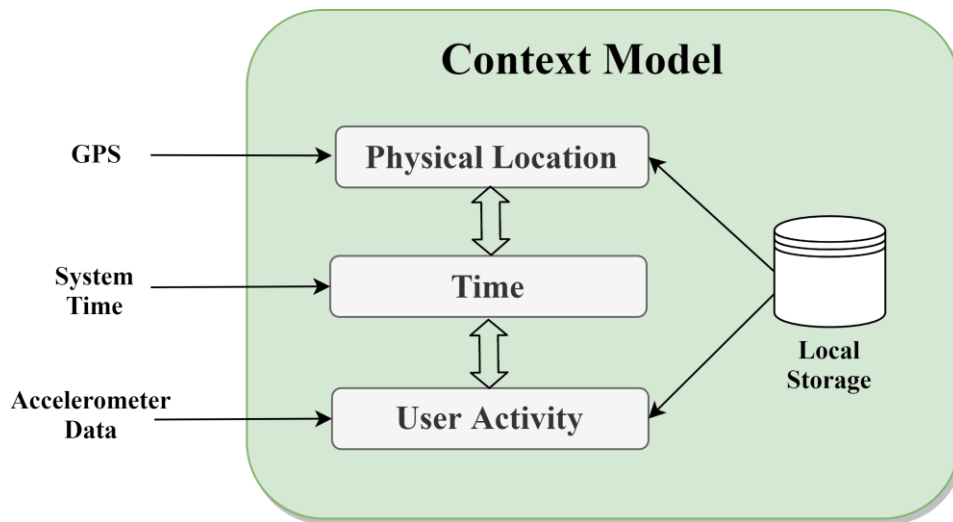 Context Model
GPS
Physical Location
System
Time
Time
Local
Storage
Accelerometer
Data
User Activity